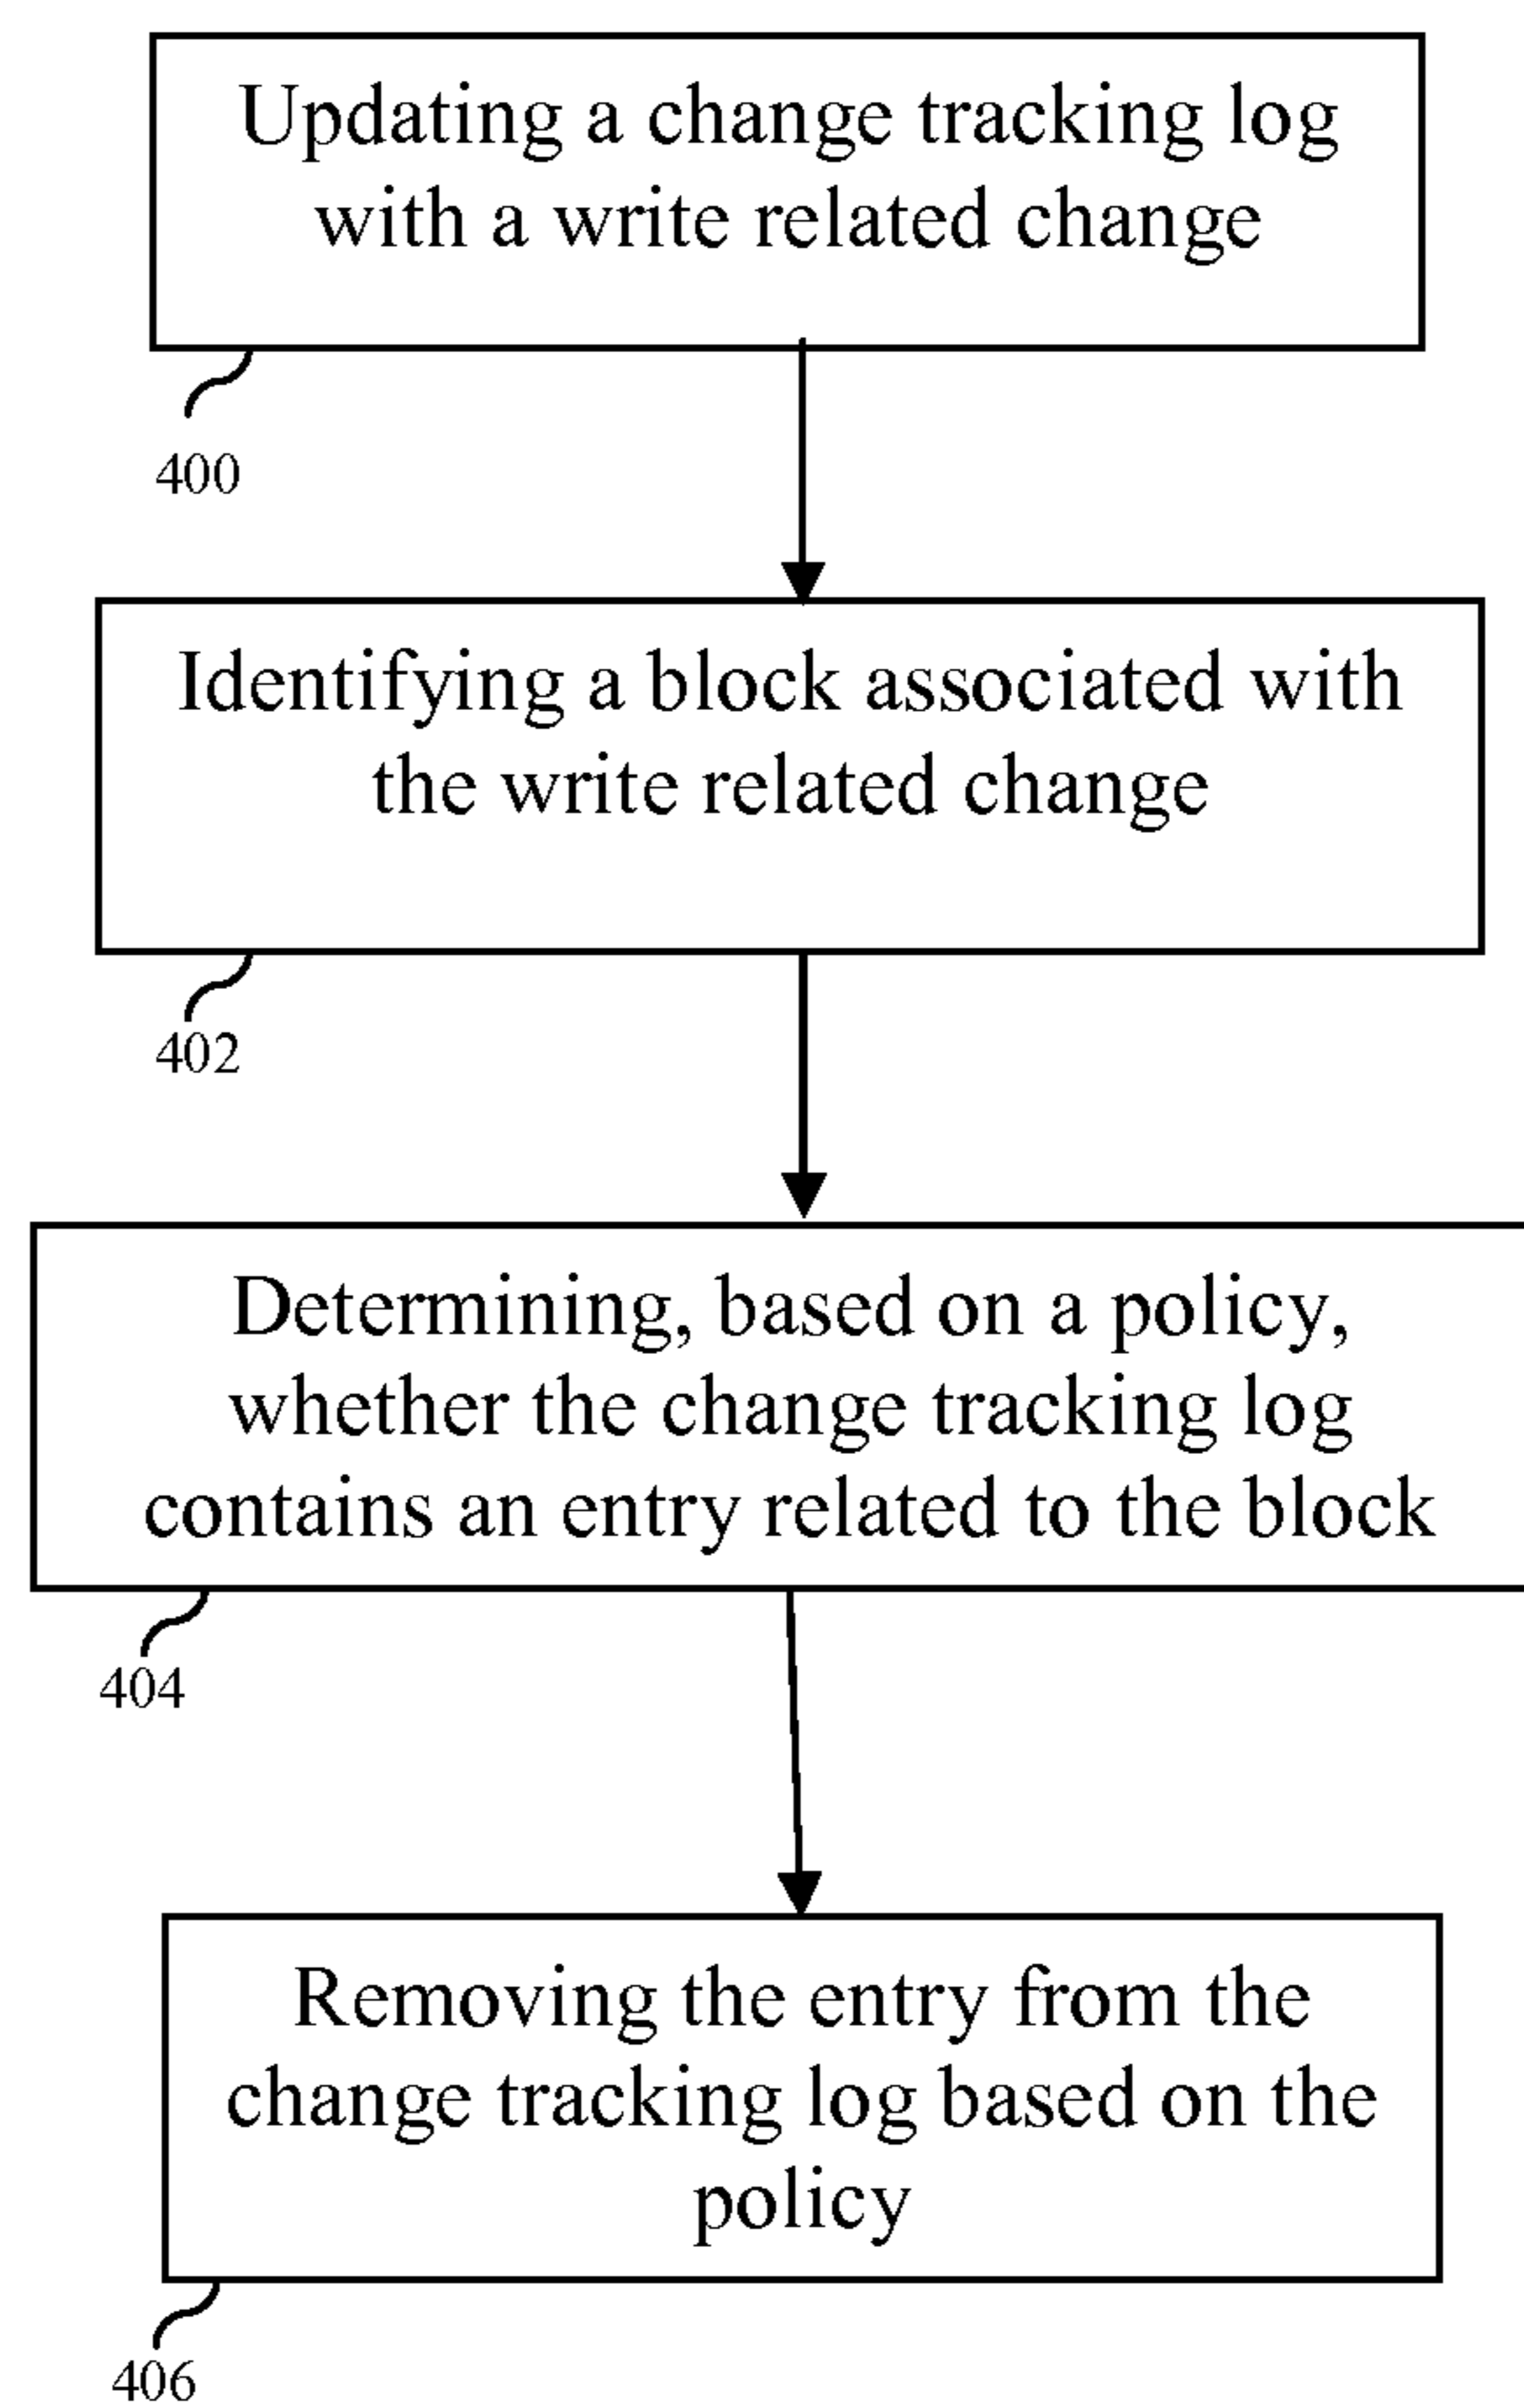 Updating a change tracking log
with a write related change
400
Identifying a block associated with
the write related change
402
Determining, based on a policy,
whether the change tracking log
contains an entry related to the block
404
Removing the entry from the
change tracking log based on the
policy
406